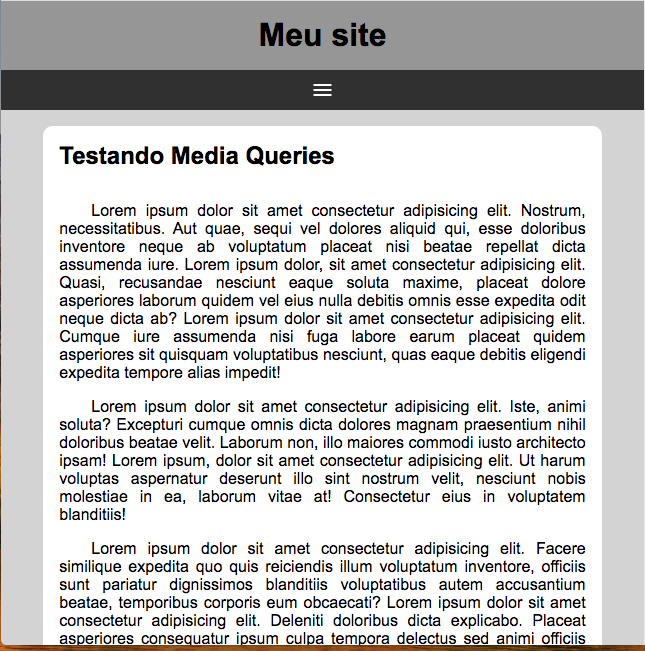 Meu site
Testando Media Queries
Lorem ipsum dolor sit amet consectetur adipisicing elit. Nostrum,
necessitatibus. Aut quae, sequi vel dolores aliquid qui, esse doloribus
inventore neque ab voluptatum placeat nisi beatae repellat dicta
assumenda iure. Lorem ipsum dolor, sit amet consectetur adipisicing elit.
Quasi, recusandae nesciunt eaque soluta maxime, placeat dolore
asperiores laborum quidem vel eius nulla debitis omnis esse expedita odit
neque dicta ab? Lorem ipsum dolor sit amet consectetur adipisicing elit.
Cumque iure assumenda nisi fuga labore earum placeat quidem
asperiores sit quisquam voluptatibus nesciunt, quas eaque debitis eligendi
expedita tempore alias impedit!
Lorem ipsum dolor sit amet consectetur adipisicing elit. Iste, animi
soluta? Excepturi cumque omnis dicta dolores magnam praesentium nihil
doloribus beatae velit. Laborum non, illo maiores commodi iusto architecto
ipsam! Lorem ipsum, dolor sit amet consectetur adipisicing elit. Ut harum
voluptas aspernatur deserunt illo sint nostrum velit, nesciunt nobis
molestiae in ea, laborum vitae at! Consectetur eius in voluptatem
blanditiis!
Lorem ipsum dolor sit amet consectetur adipisicing elit. Facere
similique expedita quo quis reiciendis illum voluptatum inventore, officiis
sunt pariatur dignissimos blanditiis voluptatibus autem accusantium
beatae, temporibus corporis eum obcaecati? Lorem ipsum dolor sit amet
consectetur adipisicing elit. Deleniti doloribus dicta explicabo. Placeat
asperiores consequatur ipsum culpa tempora delectus sed animi officiis